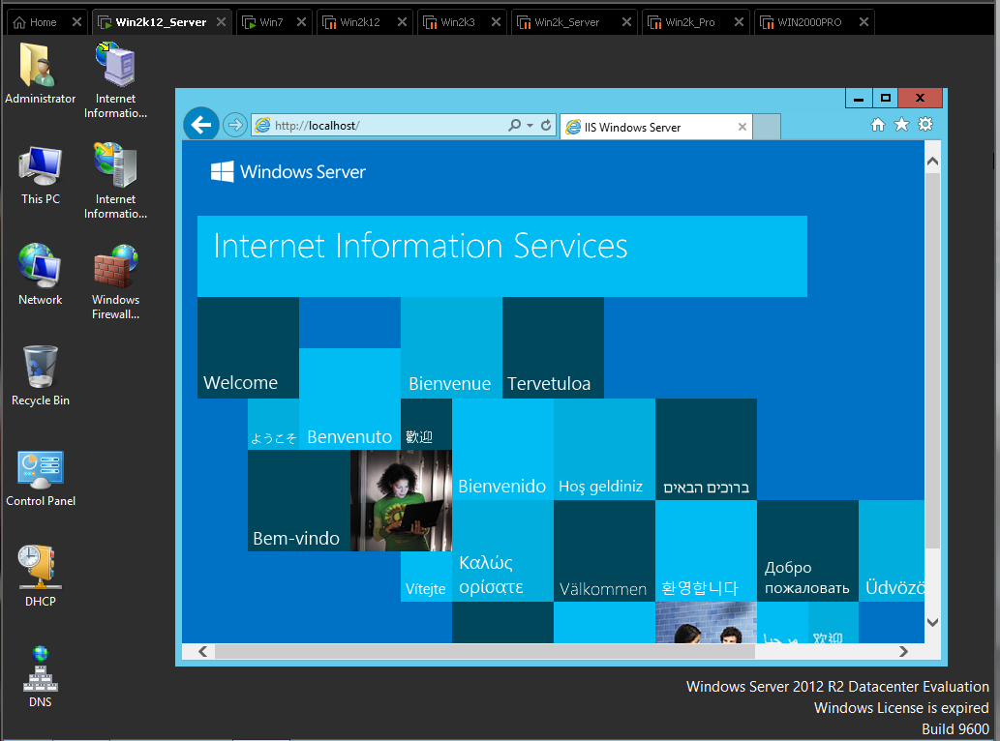 Home
Win2k12_Server
Win7
Win2k12
Win2k3
Win2k_Server
Win2k_Pro
WIN2000PRO
Administrator
Internet
Informatio...
This PC
Internet
Informatio...
Network
Windows
Firewall...
Recycle Bin
Control Panel
DHCP
DNS
http://localhost/
IIS Windows Server
Windows Server
Internet Information Services
Welcome
Bienvenue
Tervetuloa
ようこそ
Benvenuto
歡迎
Bienvenido
Hoş geldiniz
ברוכים הבאים
Bem-vindo
Vítejte
Καλώς
ορίσατε
Välkommen
환영합니다
Добро
пожаловать
Üdvözö
欢迎
Windows Server 2012 R2 Datacenter Evaluation
Windows License is expired
Build 9600